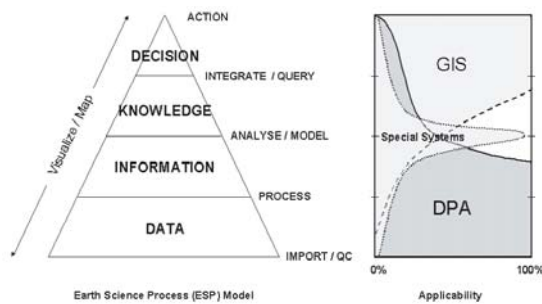 ACTION
DECISION
INTEGRATE / QUERY
KNOWLEDGE
ANALYSE / MODEL
INFORMATION
PROCESS
DATA
IMPORT / QC
Visualize / Map
Earth Science Process (ESP) Model
GIS
Special Systems
DPA
0%
100%
Applicability